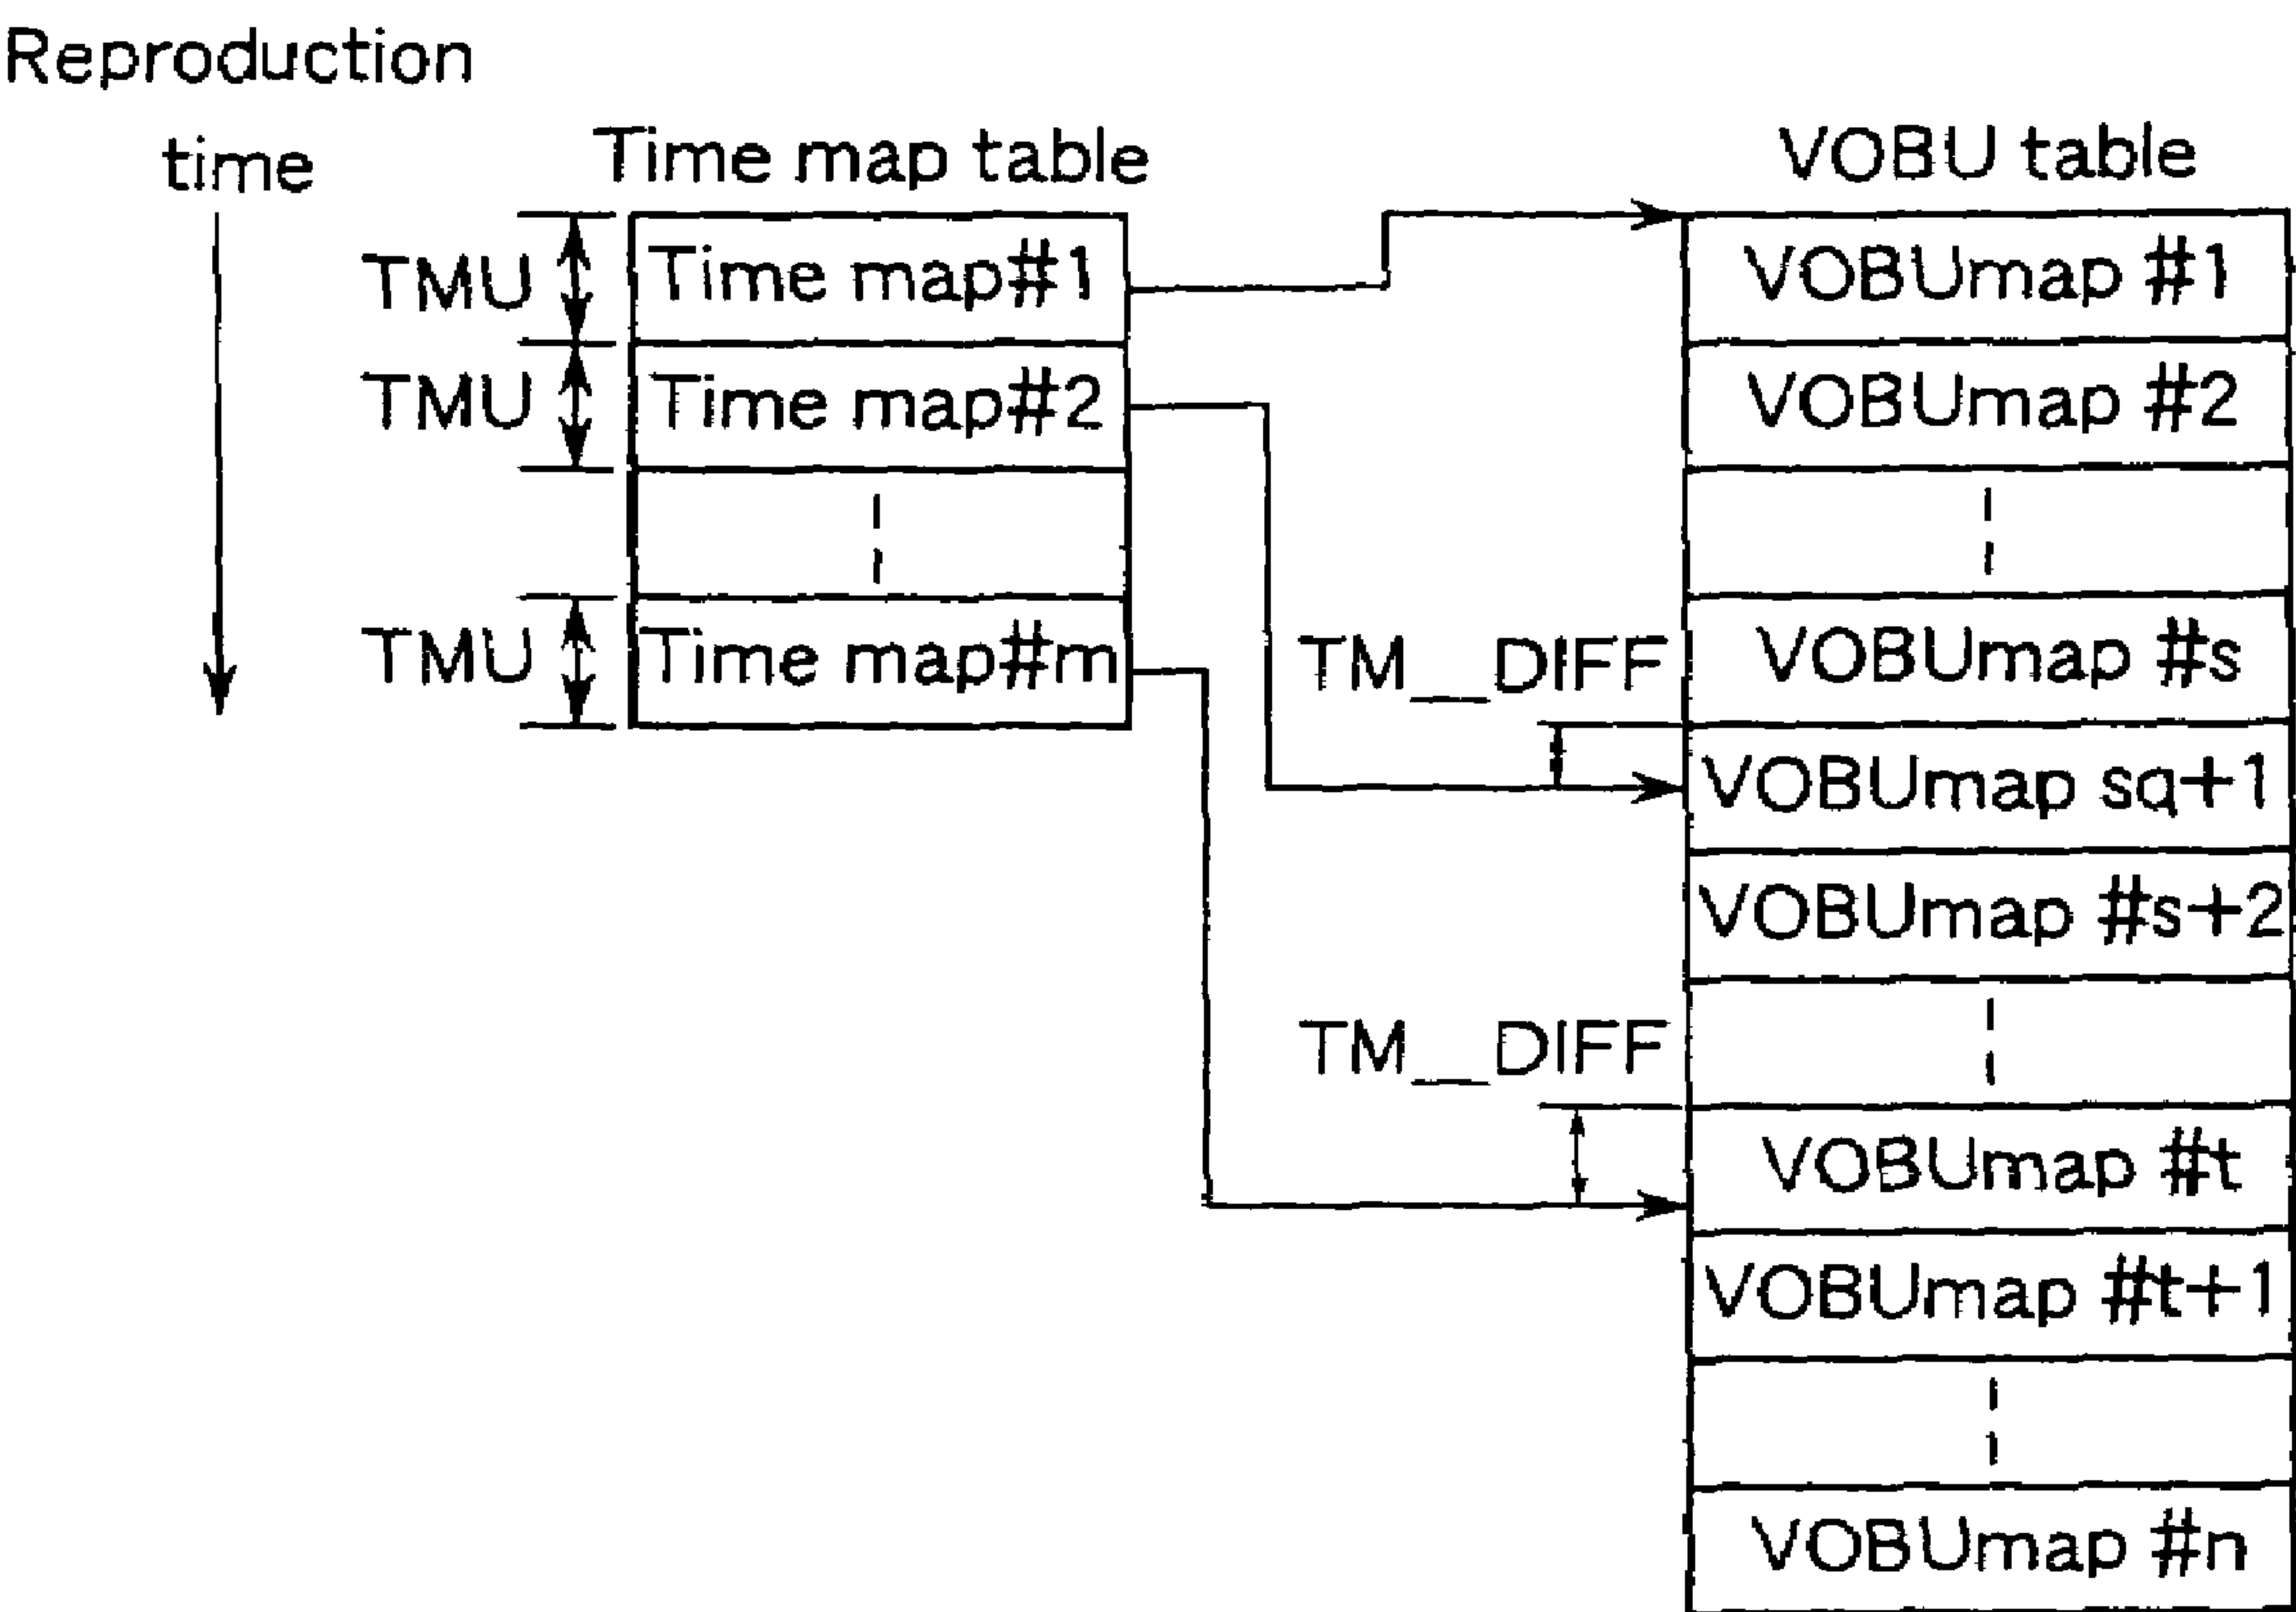 Reproduction
time
Time map table
VOBU table
TMU
Time map#1
VOBUmap #1
TMU
Time map#2
VOBUmap #2
TMU
Time map#m
TM__DIFF
VOBUmap #s
VOBUmap sq+1
VOBUmap #s+2
TM__DIFF
VOBUmap #t
VOBUmap #t+1
VOBUmap #n